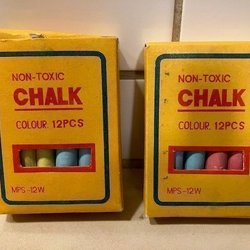 NON-TOXIC
CHALK
COLOUR. 12PCS
MPS-12W
NON-TOXIC
CHALK
COLOUR. 12PCS
MPS-12W